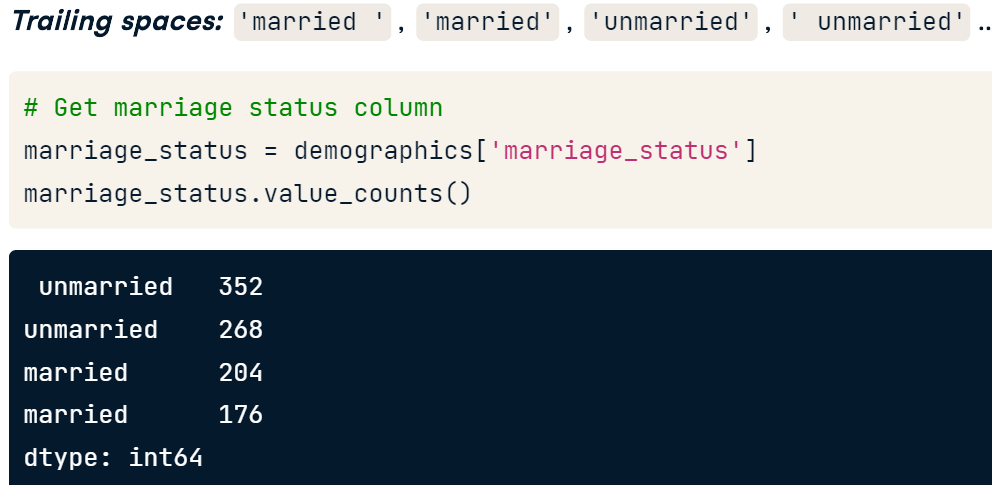 Trailing spaces: 'married ' , 'married' , 'unmarried' , ' unmarried' ..
# Get marriage status column
marriage_status = demographics['marriage_status']
marriage_status.value_counts()
 unmarried   352
unmarried    268
married      204
married      176
dtype: int64